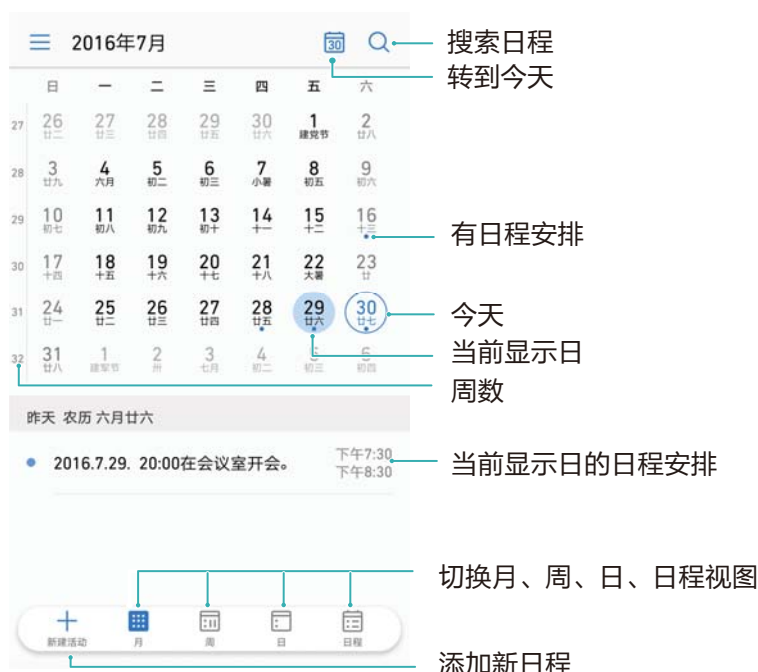 2016年7月 30 搜索日程
转到今天
日 一 二 三 四 五 六
27 26 27 28 29 30 1 2
廿二 廿三 廿四 廿五 廿六 建党节 廿八
28 3 4 5 6 7 8 9
廿九 六月 初二 初三 小暑 初五 初六
29 10 11 12 13 14 15 16
初七 初八 初九 初十 十一 十二 十三
有日程安排
30 17 18 19 20 21 22 23
十四 十五 十六 十七 十八 大暑 廿
31 24 25 26 27 28 29 30 今天
廿一 廿二 廿三 廿四 廿五 廿六 廿七
当前显示日
32 31 1 2 3 4 5 6
廿八 建军节 卅 七月 初二 初三 初四
周数
昨天 农历 六月廿六
2016.7.29. 20:00在会议室开会。 下午7:30
下午8:30
当前显示日的日程安排
切换月、周、日、日程视图
新建活动 月 周 日 日程
添加新日程